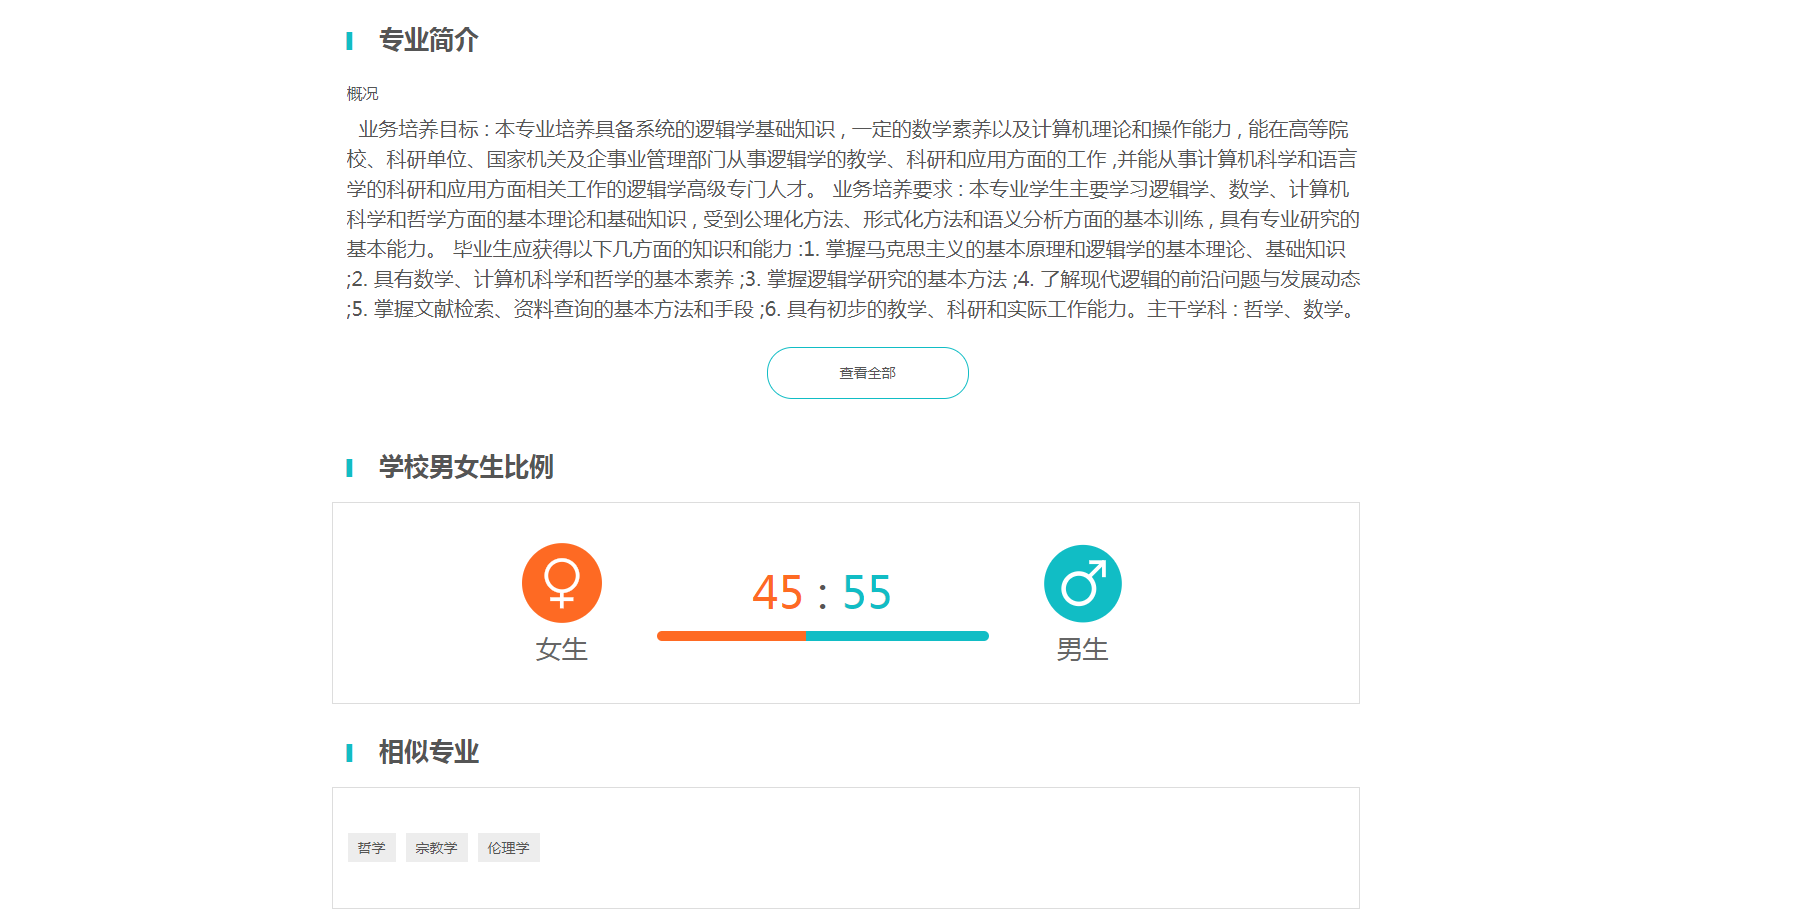 专业简介
概况
业务培养目标 : 本专业培养具备系统的逻辑学基础知识 , 一定的数学素养以及计算机理论和操作能力 , 能在高等院
校、科研单位、国家机关及企事业管理部门从事逻辑学的教学、科研和应用方面的工作 ,并能从事计算机科学和语言
学的科研和应用方面相关工作的逻辑学高级专门人才。 业务培养要求 : 本专业学生主要学习逻辑学、数学、计算机
科学和哲学方面的基本理论和基础知识 , 受到公理化方法、形式化方法和语义分析方面的基本训练 , 具有专业研究的
基本能力。 毕业生应获得以下几方面的知识和能力 :1. 掌握马克思主义的基本原理和逻辑学的基本理论、基础知识
;2. 具有数学、计算机科学和哲学的基本素养 ;3. 掌握逻辑学研究的基本方法 ;4. 了解现代逻辑的前沿问题与发展动态
;5. 掌握文献检索、资料查询的基本方法和手段 ;6. 具有初步的教学、科研和实际工作能力。主干学科 : 哲学、数学。
查看全部
学校男女生比例
45 : 55
女生
男生
相似专业
哲学 宗教学 伦理学